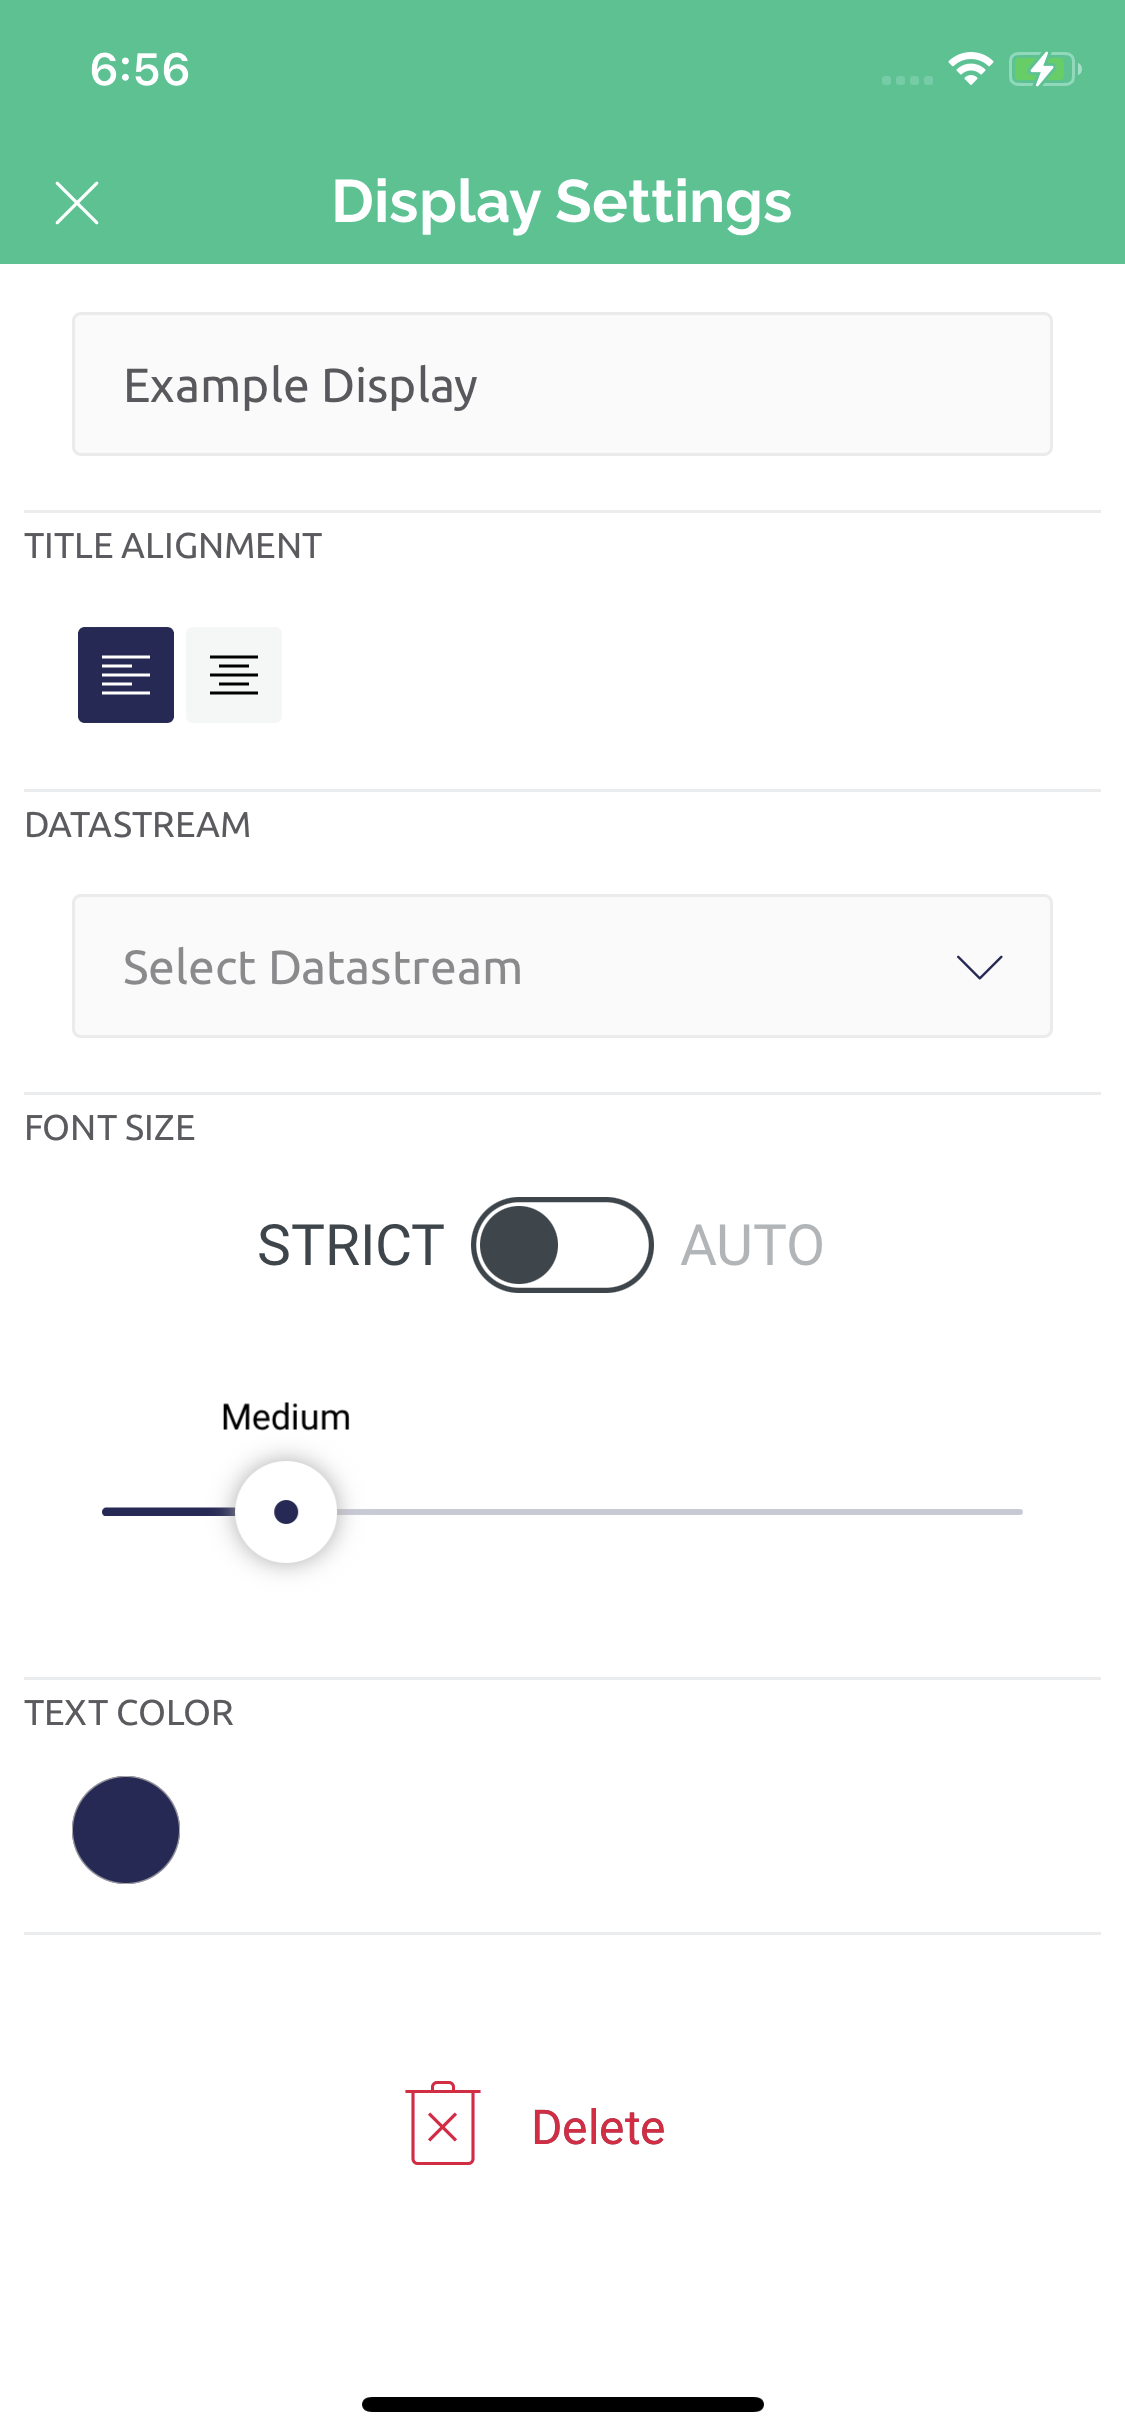 6:56
Display Settings
Example Display
TITLE ALIGNMENT
DATASTREAM
Select Datastream
FONT SIZE
STRICT AUTO
Medium
TEXT COLOR
Delete